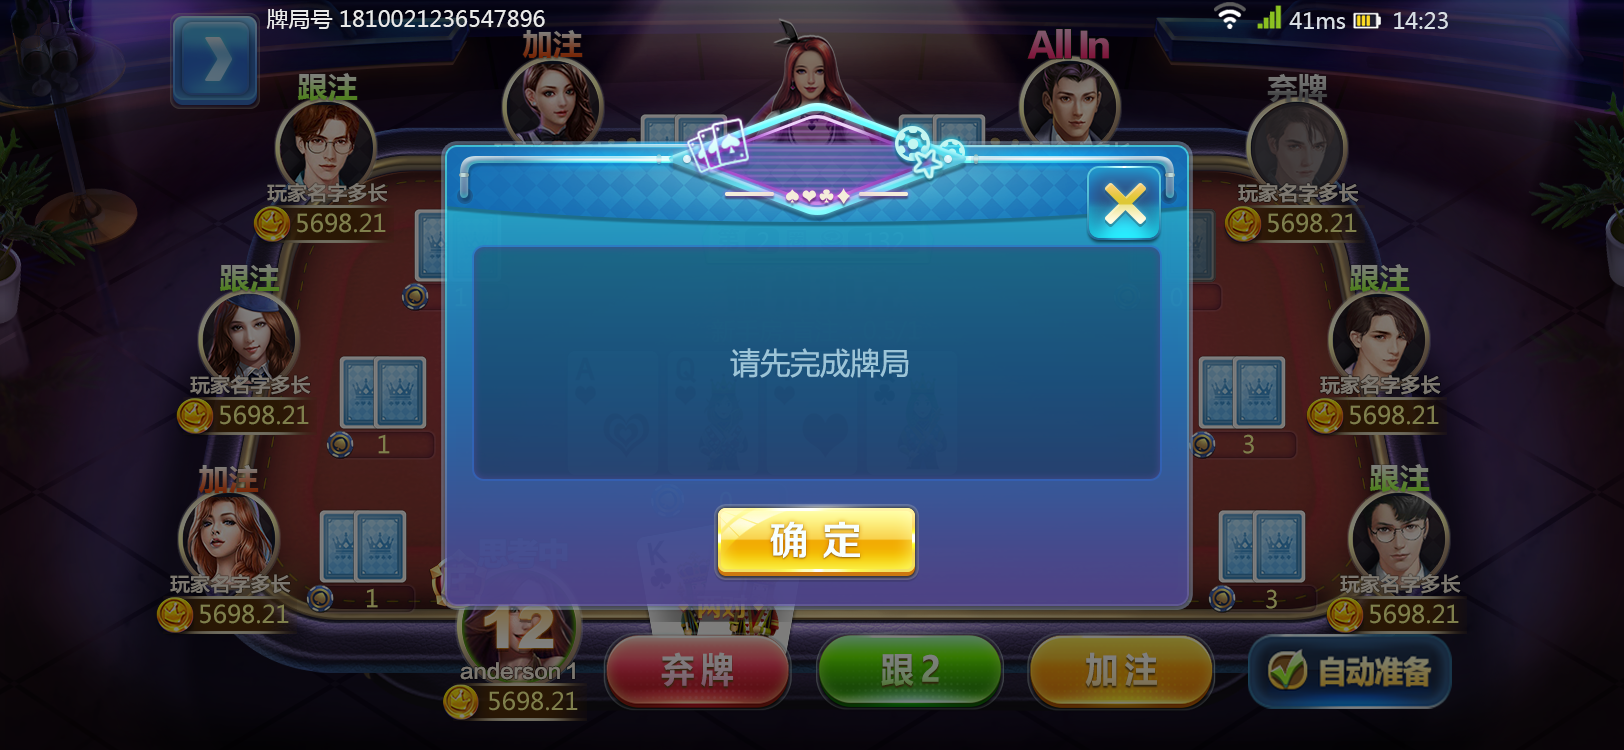 牌局号 1810021236547896
41ms
14:23
加注
All In
跟注
弃牌
玩家名字多长
5698.21
玩家名字多长
5698.21
跟注
跟注
请先完成牌局
玩家名字多长
5698.21
1
玩家名字多长
5698.21
3
加注
跟注
确定
玩家名字多长
5698.21
1
玩家名字多长
5698.21
3
12
anderson 1
5698.21
弃牌
跟2
加注
自动准备